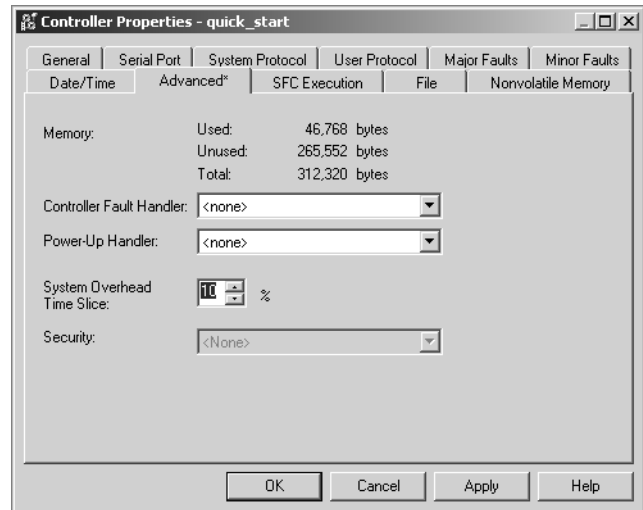 Controller Properties - quick_start
General Serial Port System Protocol User Protocol Major Faults Minor Faults
Date/Time Advanced* SFC Execution File Nonvolatile Memory
Memory: Used: 46,768 bytes
Unused: 265,552 bytes
Total: 312,320 bytes
Controller Fault Handler: <none>
Power-Up Handler: <none>
System Overhead
Time Slice: 10 %
Security: <None>
OK Cancel Apply Help